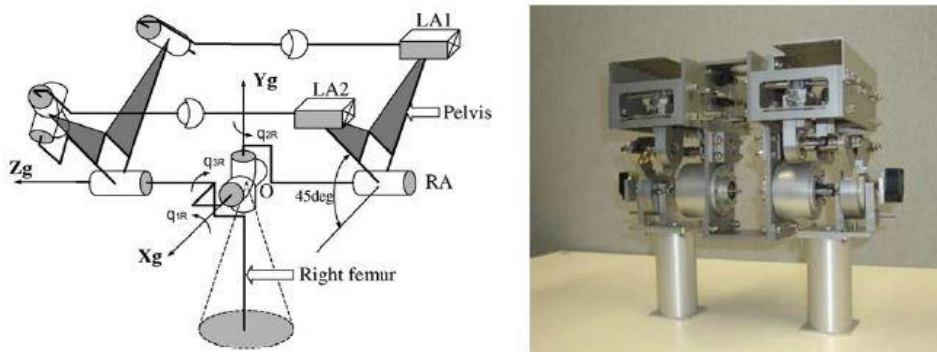 LA1
Yg
LA2
Pelvis
q2R
Zg
q3R
O
45deg
RA
q1R
Xg
Right femur